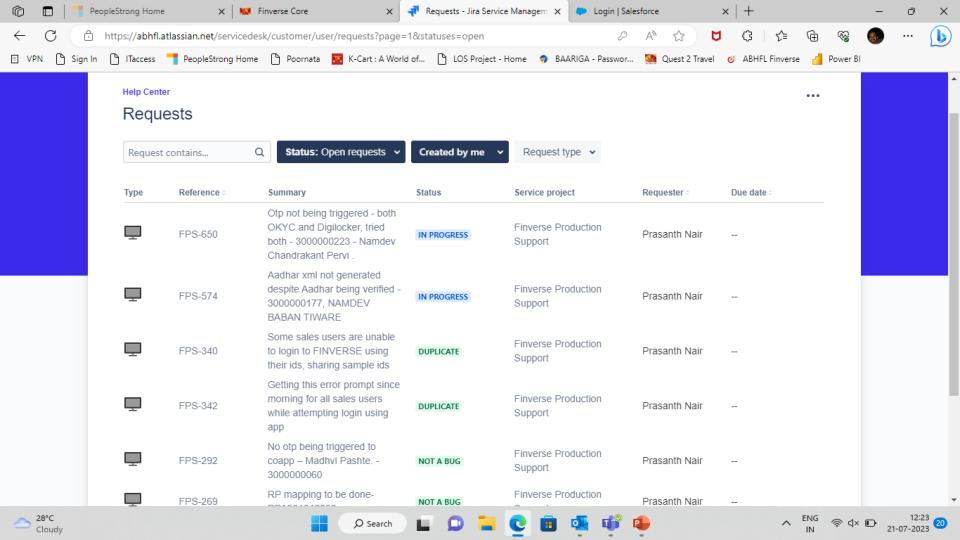 PeopleStrong Home
Finverse Core
Requests - Jira Service Managem
Login | Salesforce
https://abhfl.atlassian.net/servicedesk/customer/user/requests?page=1&statuses=open
VPN
Sign In
ITaccess
PeopleStrong Home
Poornata
K-Cart : A World of...
LOS Project - Home
BAARIGA - Passwor...
Quest 2 Travel
ABHFL Finverse
Power BI
Help Center
Requests
Request contains...
Status: Open requests
Created by me
Request type
Type Reference Summary Status Service project Requester Due date
Otp not being triggered - both
OKYC and Digilocker, tried
both - 3000000223 - Namdev
Chandrakant Pervi .
FPS-650
IN PROGRESS
Finverse Production
Support
Prasanth Nair
--
Aadhar xml not generated
despite Aadhar being verified -
3000000177, NAMDEV
BABAN TIWARE
FPS-574
IN PROGRESS
Finverse Production
Support
Prasanth Nair
--
Some sales users are unable
to login to FINVERSE using
their ids, sharing sample ids
FPS-340
DUPLICATE
Finverse Production
Support
Prasanth Nair
--
Getting this error prompt since
morning for all sales users
while attempting login using
app
FPS-342
DUPLICATE
Finverse Production
Support
Prasanth Nair
--
No otp being triggered to
coapp – Madhvi Pashte. -
3000000060
FPS-292
NOT A BUG
Finverse Production
Support
Prasanth Nair
--
RP mapping to be done-
FPS-269
NOT A BUG
Finverse Production
Support
Prasanth Nair
--
28°C
Cloudy
Search
ENG
IN
12:23
21-07-2023
20